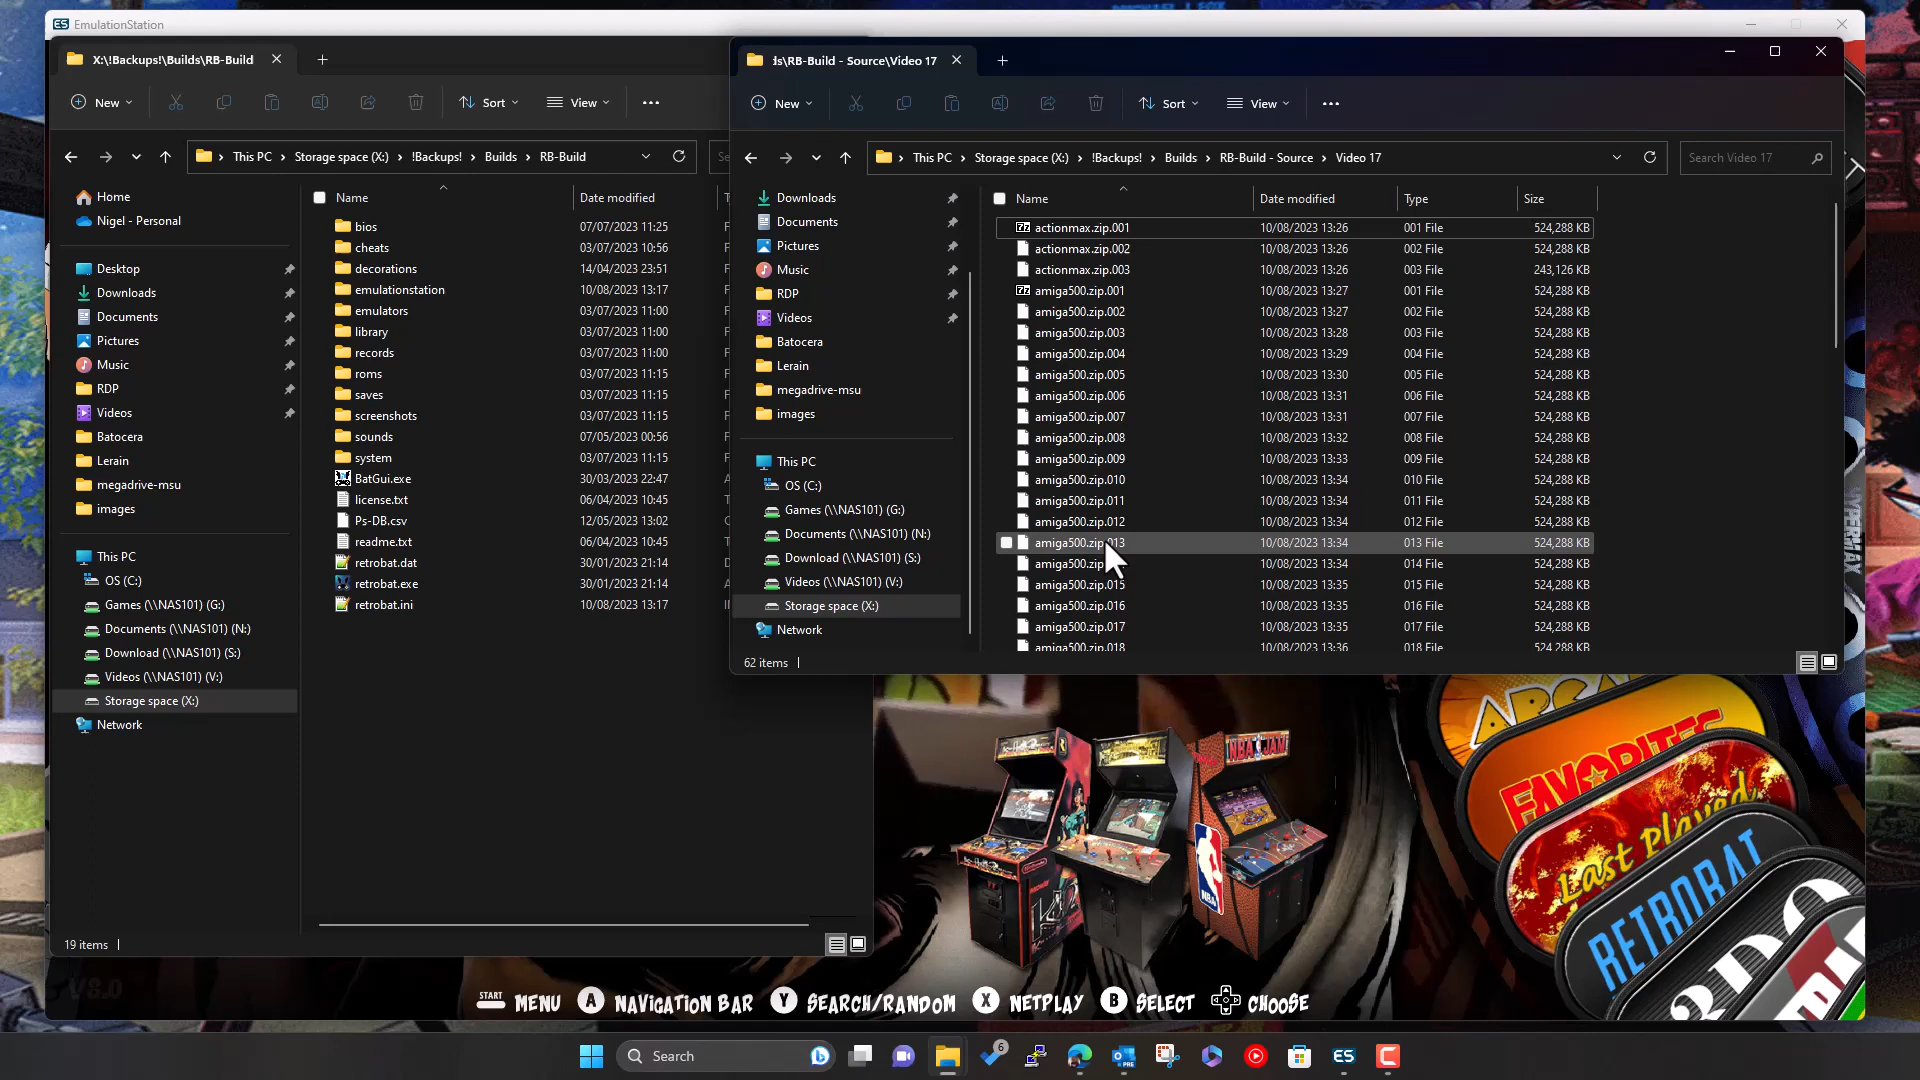 EmulationStation
X:\!Backups!\Builds\RB-Build
New
Sort
View
This PC
Storage space (X:)
!Backups!
Builds
RB-Build
Home
Nigel - Personal
Desktop
Downloads
Documents
Pictures
Music
RDP
Videos
Batocera
Lerain
megadrive-msu
images
This PC
OS (C:)
Games (\\NAS101) (G:)
Documents (\\NAS101) (N:)
Download (\\NAS101) (S:)
Videos (\\NAS101) (V:)
Storage space (X:)
Network
Name Date modified
bios 07/07/2023 11:25
cheats 03/07/2023 10:56
decorations 14/04/2023 23:51
emulationstation 10/08/2023 13:17
emulators 03/07/2023 11:00
library 03/07/2023 11:00
records 03/07/2023 11:00
roms 03/07/2023 11:15
saves 03/07/2023 11:15
screenshots 03/07/2023 11:15
sounds 07/05/2023 00:56
system 03/07/2023 11:15
BatGui.exe 30/03/2023 22:47
license.txt 06/04/2023 10:45
Ps-DB.csv 12/05/2023 13:02
readme.txt 06/04/2023 10:45
retrobat.dat 30/01/2023 21:14
retrobat.exe 30/01/2023 21:14
retrobat.ini 10/08/2023 13:17
19 items
RB-Build - Source\Video 17
New
Sort
View
This PC
Storage space (X:)
!Backups!
Builds
RB-Build - Source
Video 17
Search Video 17
Downloads
Documents
Pictures
Music
RDP
Videos
Batocera
Lerain
megadrive-msu
images
This PC
OS (C:)
Games (\\NAS101) (G:)
Documents (\\NAS101) (N:)
Download (\\NAS101) (S:)
Videos (\\NAS101) (V:)
Storage space (X:)
Network
Name Date modified Type Size
actionmax.zip.001 10/08/2023 13:26 001 File 524,288 KB
actionmax.zip.002 10/08/2023 13:26 002 File 524,288 KB
actionmax.zip.003 10/08/2023 13:26 003 File 243,126 KB
amiga500.zip.001 10/08/2023 13:27 001 File 524,288 KB
amiga500.zip.002 10/08/2023 13:27 002 File 524,288 KB
amiga500.zip.003 10/08/2023 13:28 003 File 524,288 KB
amiga500.zip.004 10/08/2023 13:29 004 File 524,288 KB
amiga500.zip.005 10/08/2023 13:30 005 File 524,288 KB
amiga500.zip.006 10/08/2023 13:31 006 File 524,288 KB
amiga500.zip.007 10/08/2023 13:31 007 File 524,288 KB
amiga500.zip.008 10/08/2023 13:32 008 File 524,288 KB
amiga500.zip.009 10/08/2023 13:33 009 File 524,288 KB
amiga500.zip.010 10/08/2023 13:34 010 File 524,288 KB
amiga500.zip.011 10/08/2023 13:34 011 File 524,288 KB
amiga500.zip.012 10/08/2023 13:34 012 File 524,288 KB
amiga500.zip.013 10/08/2023 13:34 013 File 524,288 KB
amiga500.zip. 10/08/2023 13:34 014 File 524,288 KB
amiga500.zip.015 10/08/2023 13:35 015 File 524,288 KB
amiga500.zip.016 10/08/2023 13:35 016 File 524,288 KB
amiga500.zip.017 10/08/2023 13:35 017 File 524,288 KB
amiga500.zip.018 10/08/2023 13:36 018 File 524,288 KB
62 items
HYPERMAX
NBA JAM
NBA
FAVORITES
Last Played
RETROBAT
3DO
V8.0
START MENU A NAVIGATION BAR Y SEARCH/RANDOM X NETPLAY B SELECT CHOOSE
Search
6
ES